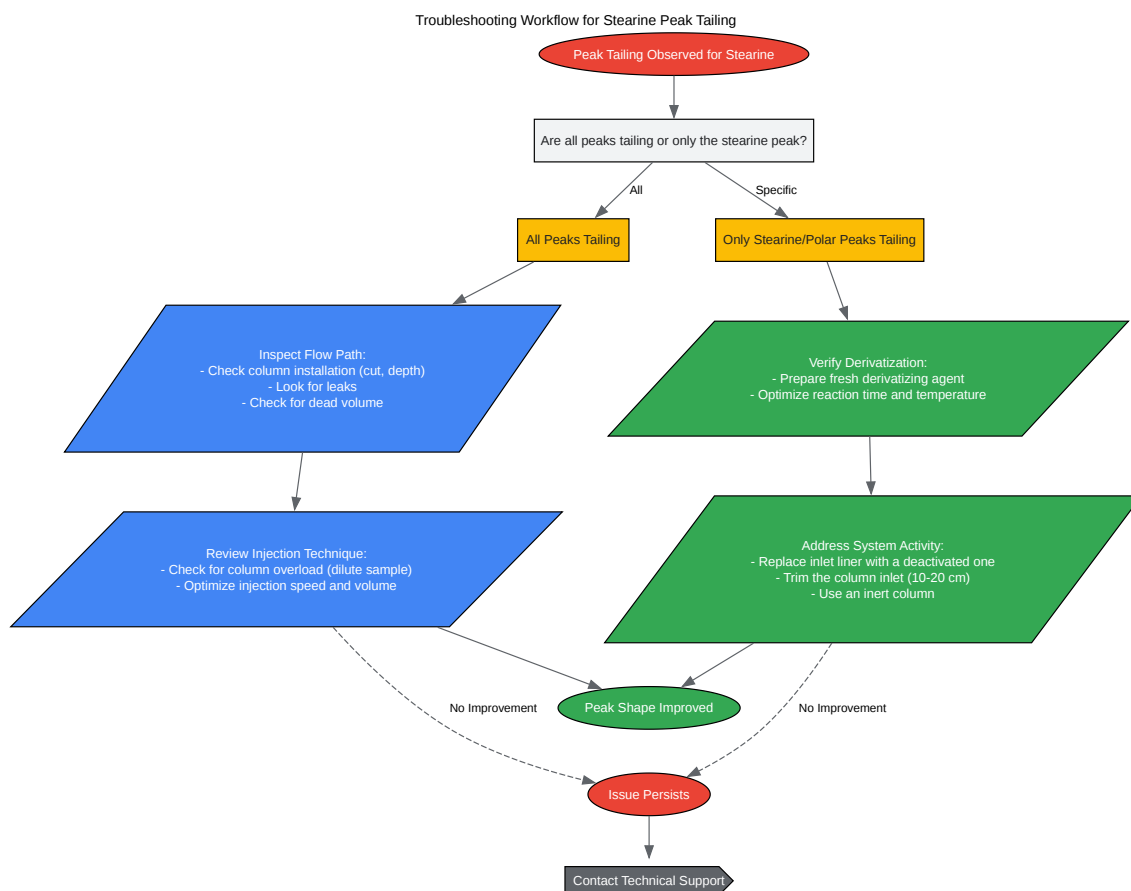 Troubleshooting Workflow for Stearine Peak Tailing
Peak Tailing Observed for Stearine
Are all peaks tailing or only the stearine peak?
All
Specific
All Peaks Tailing
Only Stearine/Polar Peaks Tailing
Inspect Flow Path:
- Check column installation (cut, depth)
- Look for leaks
- Check for dead volume
Verify Derivatization:
- Prepare fresh derivatizing agent
- Optimize reaction time and temperature
Review Injection Technique:
- Check for column overload (dilute sample)
- Optimize injection speed and volume
Address System Activity:
- Replace inlet liner with a deactivated one
- Trim the column inlet (10-20 cm)
- Use an inert column
No Improvement
Peak Shape Improved
No Improvement
Issue Persists
Contact Technical Support